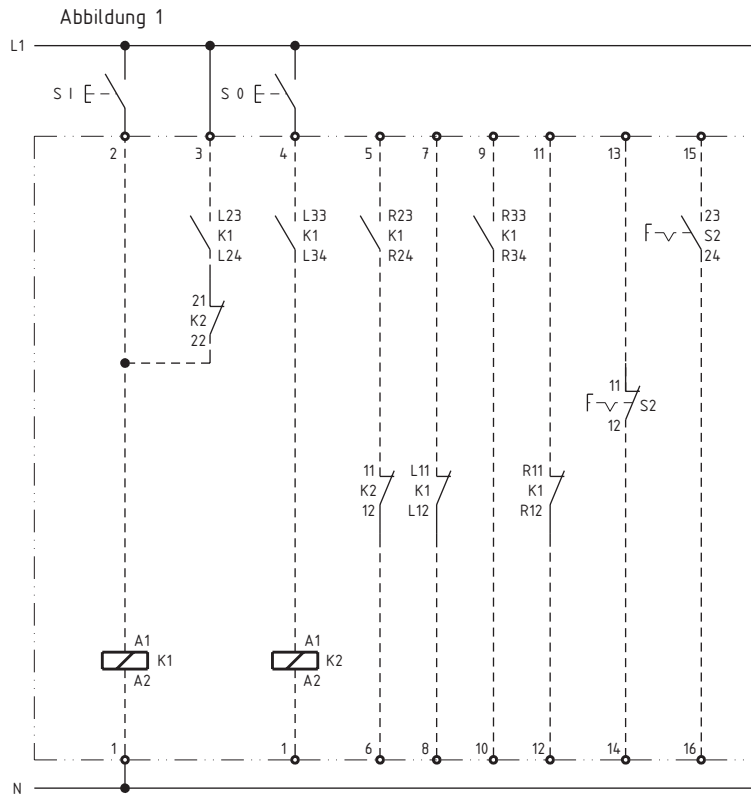 Abbildung 1
L1
S I
S 0
2 3 4 5 7 9 11 13 15
L23 L33 R23 R33 23
K1 K1 K1 K1 S2
L24 L34 R24 R34 24
21
K2
22
11
S2
12
11 L11 R11
K2 K1 K1
12 L12 R12
A1 A1
K1 K2
A2 A2
1 1 6 8 10 12 14 16
N